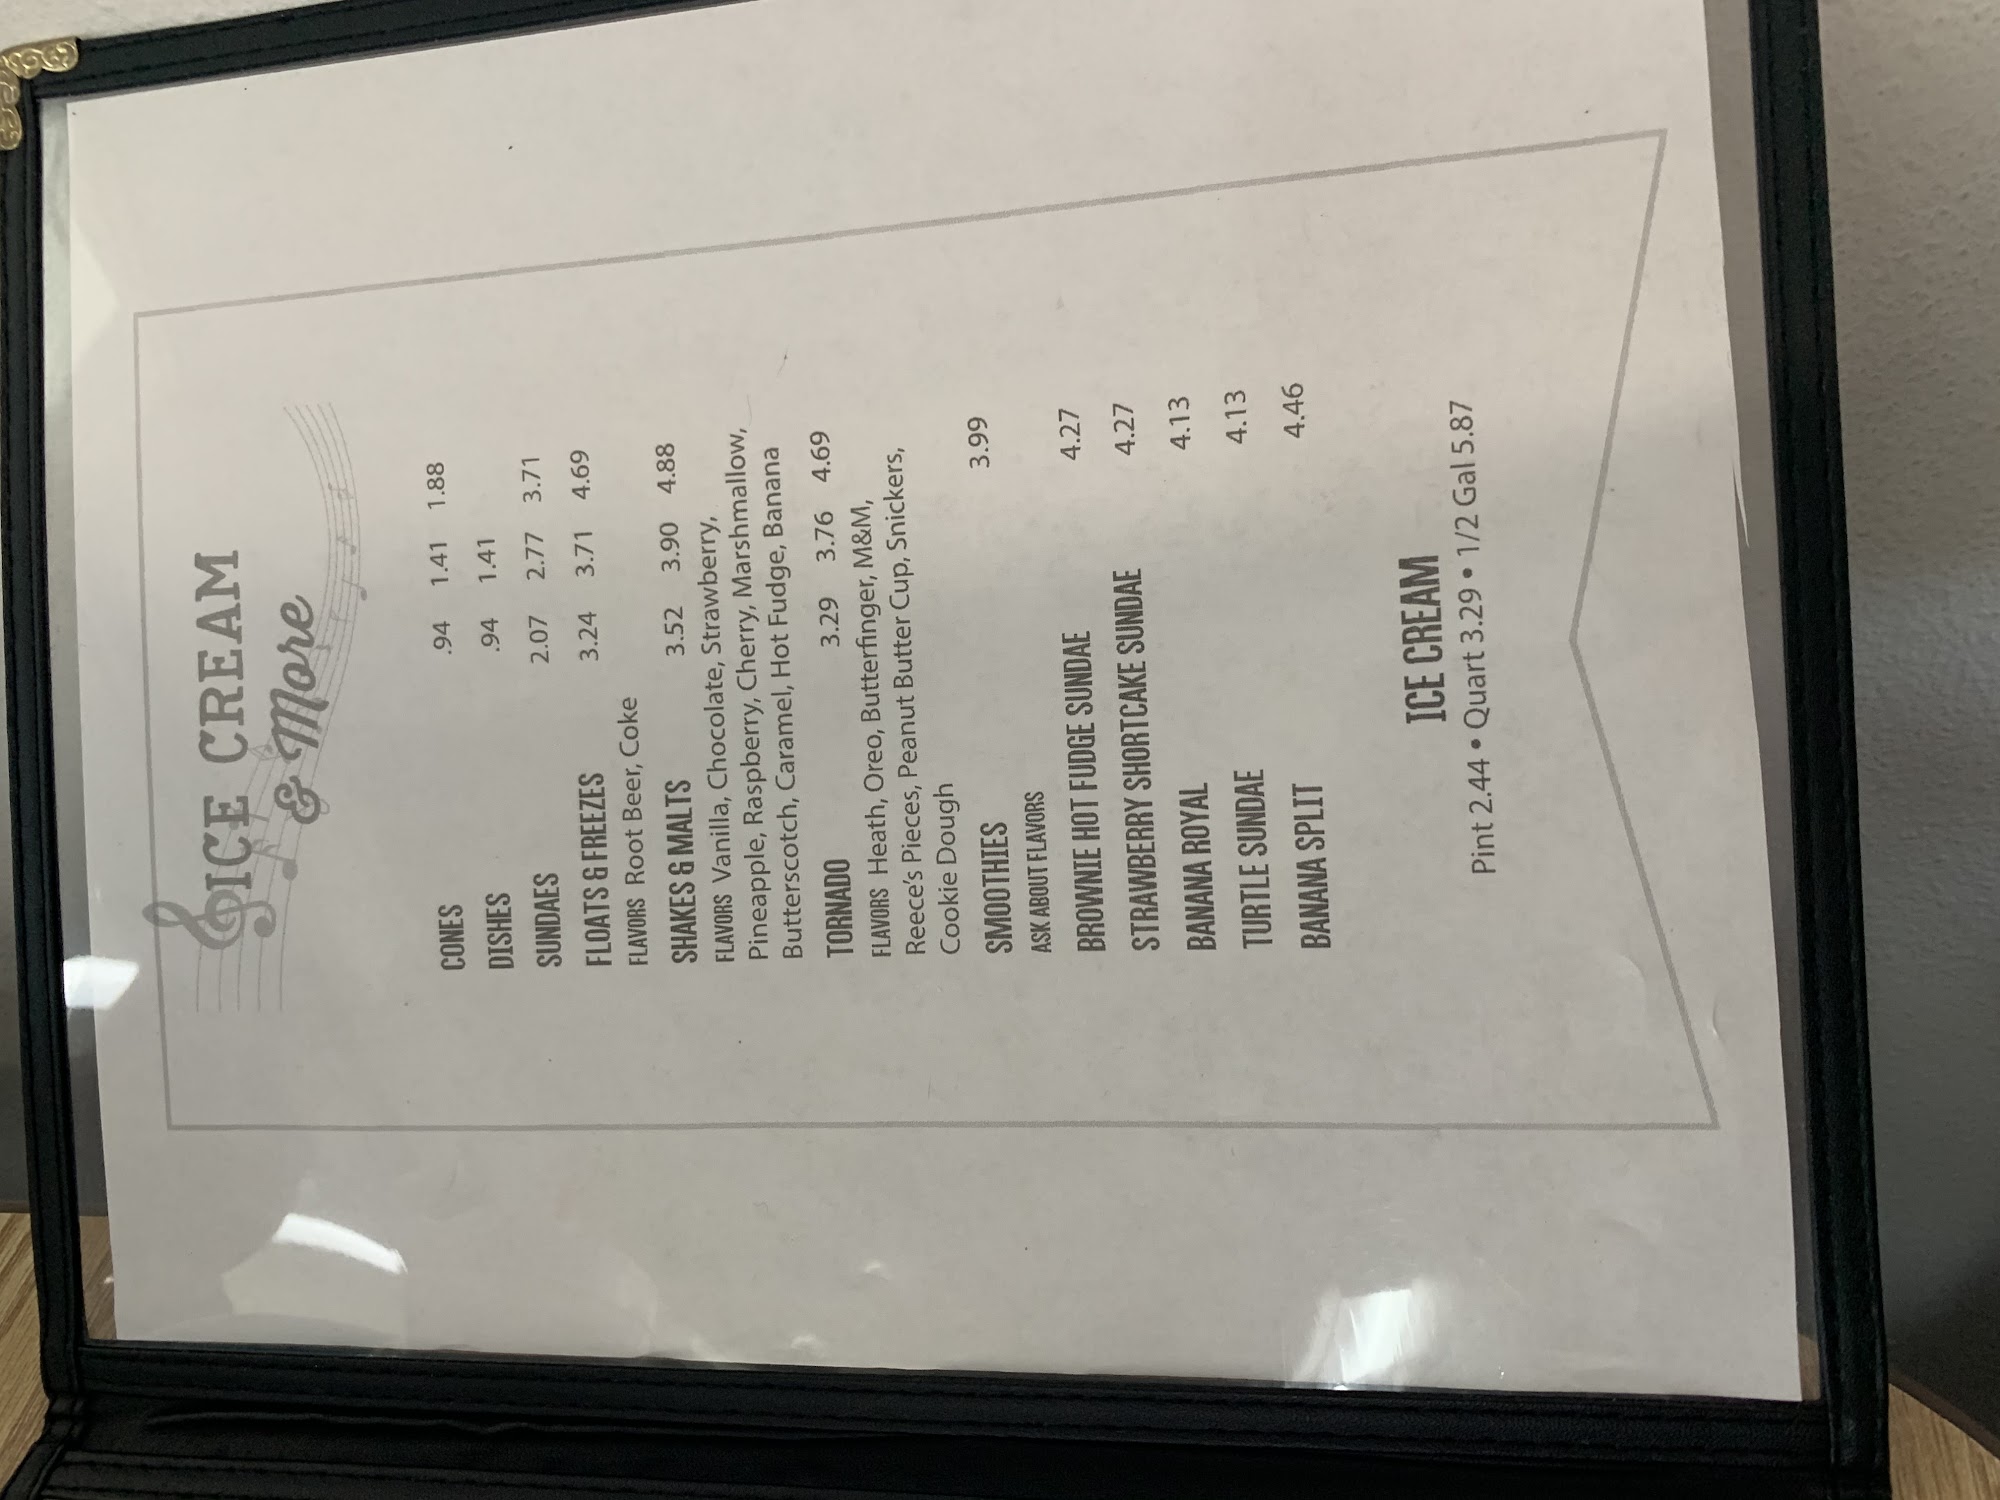 ICE CREAM
& More
CONES .94 1.41 1.88
DISHES .94 1.41
SUNDAES 2.07 2.77 3.71
FLOATS & FREEZES 3.24 3.71 4.69
FLAVORS Root Beer, Coke
SHAKES & MALTS 3.52 3.90 4.88
FLAVORS Vanilla, Chocolate, Strawberry,
Pineapple, Raspberry, Cherry, Marshmallow,
Butterscotch, Caramel, Hot Fudge, Banana
TORNADO 3.29 3.76 4.69
FLAVORS Heath, Oreo, Butterfinger, M&M,
Reece's Pieces, Peanut Butter Cup, Snickers,
Cookie Dough
SMOOTHIES 3.99
ASK ABOUT FLAVORS
BROWNIE HOT FUDGE SUNDAE 4.27
STRAWBERRY SHORTCAKE SUNDAE 4.27
BANANA ROYAL 4.13
TURTLE SUNDAE 4.13
BANANA SPLIT 4.46
ICE CREAM
Pint 2.44 • Quart 3.29 • 1/2 Gal 5.87